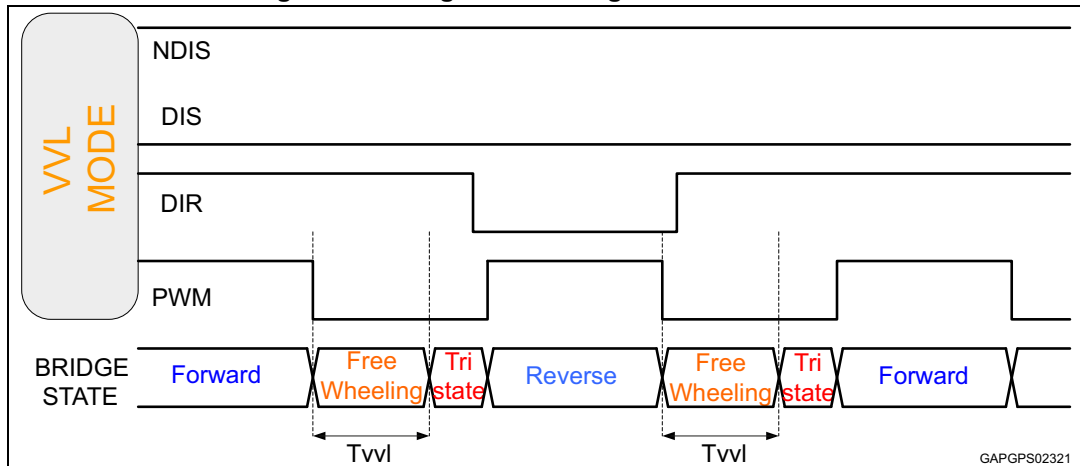 VVL
MODE
NDIS
DIS
DIR
PWM
BRIDGE
STATE
Forward
Free
Wheeling
Tri
state
Reverse
Free
Wheeling
Tri
state
Forward
Tvvl
Tvvl
GAPGPS02321